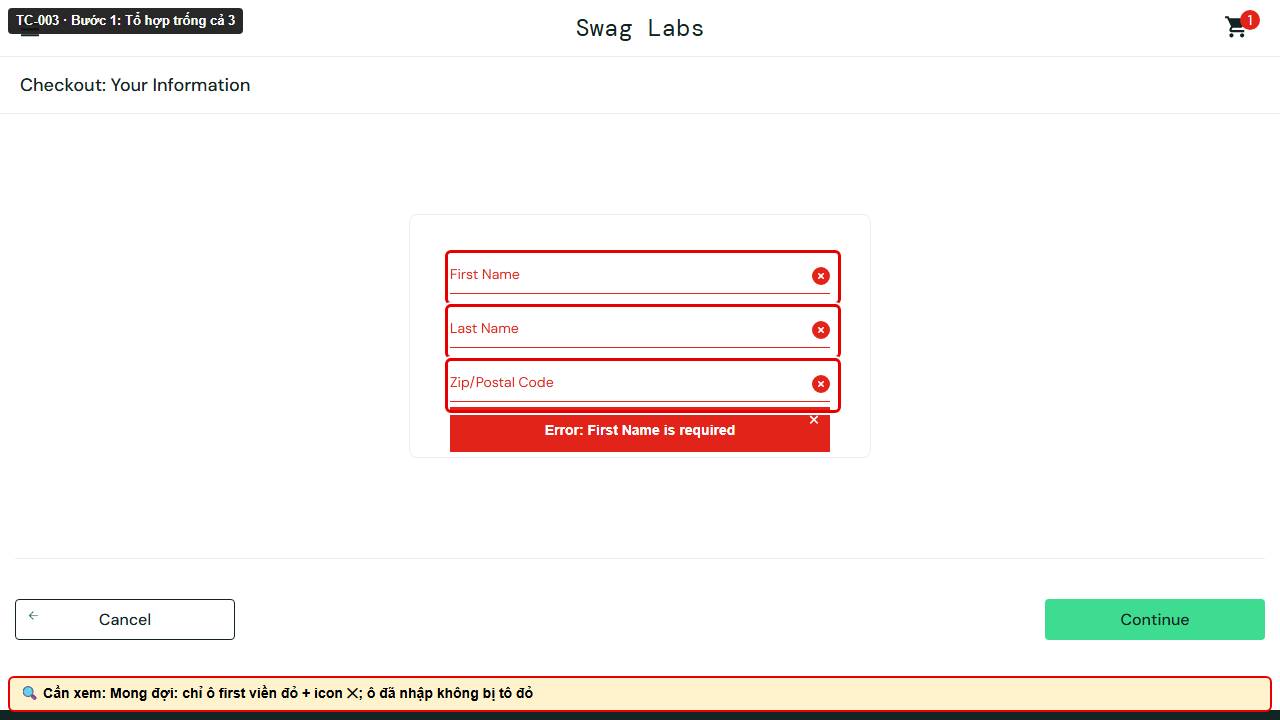 TC-003 · Bước 1: Tổ hợp trống cả 3
Swag Labs
1
Checkout: Your Information
First Name
Last Name
Zip/Postal Code
Error: First Name is required
Cancel
Continue
🔍 Cần xem: Mong đợi: chỉ ô first viền đỏ + icon ✕; ô đã nhập không bị tô đỏ